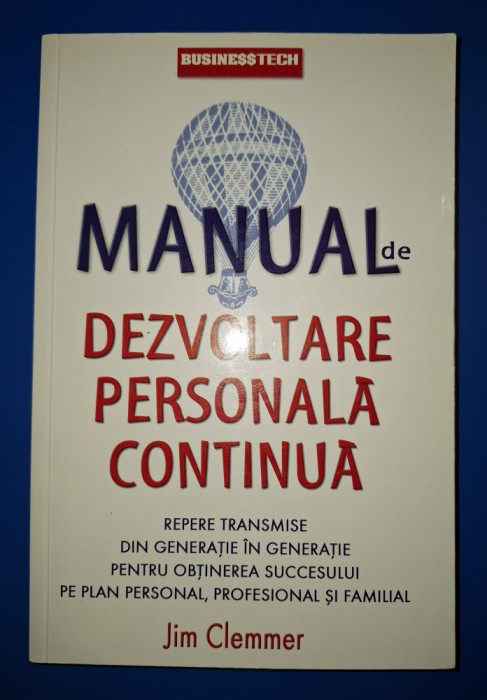 BUSINE$$TECH
INTERNATIONAL
MANUAL de
DEZVOLTARE
PERSONALĂ
CONTINUĂ
REPERE TRANSMISE
DIN GENERAȚIE ÎN GENERAȚIE
PENTRU OBȚINEREA SUCCESULUI
PE PLAN PERSONAL, PROFESIONAL ȘI FAMILIAL
Jim Clemmer